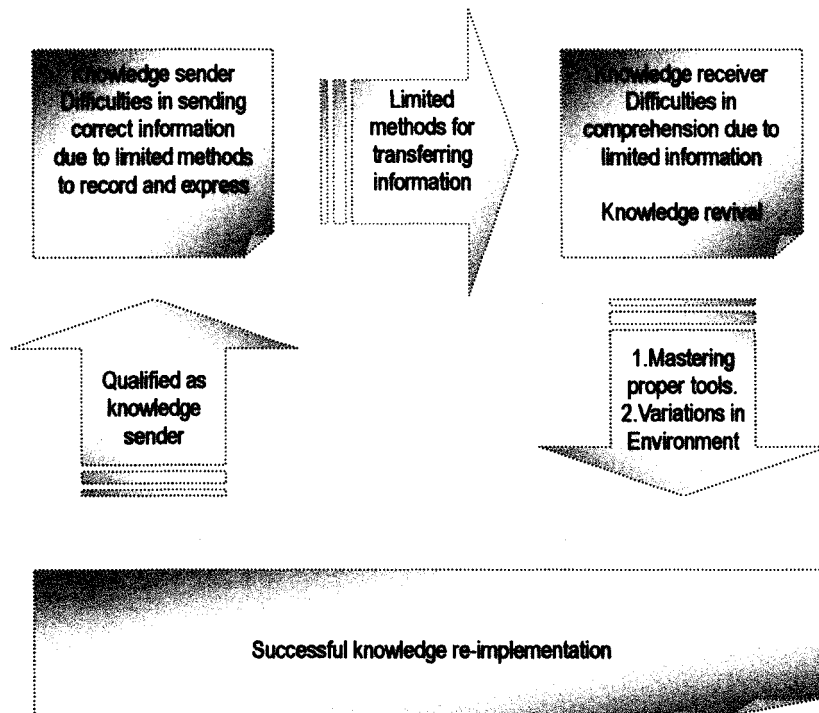 Knowledge sender
Difficulties in sending
correct information
due to limited methods
to record and express
Limited
methods for
transferring
information
Knowledge receiver
Difficulties in
comprehension due to
limited information
Knowledge revival
Qualified as
knowledge
sender
1.Mastering
proper tools.
2.Variations in
Environment
Successful knowledge re-implementation